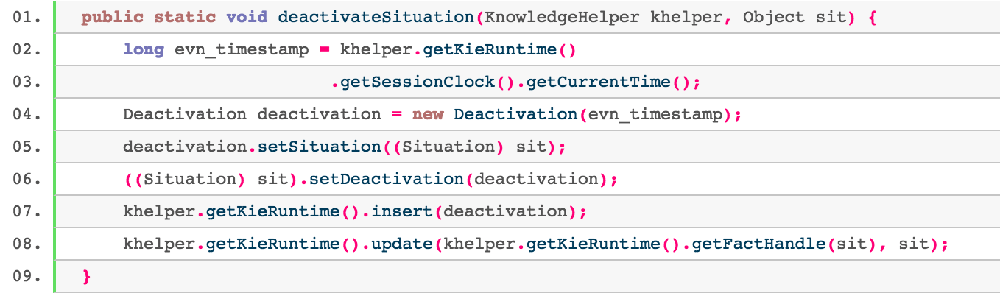 01. public static void deactivateSituation(KnowledgeHelper khelper, Object sit) {
02. long evn_timestamp = khelper.getKieRuntime()
03. .getSessionClock().getCurrentTime();
04. Deactivation deactivation = new Deactivation(evn_timestamp);
05. deactivation.setSituation((Situation) sit);
06. ((Situation) sit).setDeactivation(deactivation);
07. khelper.getKieRuntime().insert(deactivation);
08. khelper.getKieRuntime().update(khelper.getKieRuntime().getFactHandle(sit), sit);
09. }